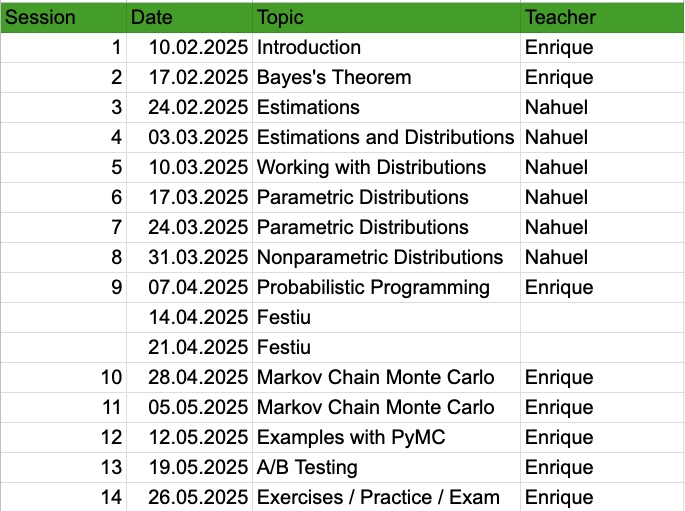 Session Date Topic Teacher
1 10.02.2025 Introduction Enrique
2 17.02.2025 Bayes's Theorem Enrique
3 24.02.2025 Estimations Nahuel
4 03.03.2025 Estimations and Distributions Nahuel
5 10.03.2025 Working with Distributions Nahuel
6 17.03.2025 Parametric Distributions Nahuel
7 24.03.2025 Parametric Distributions Nahuel
8 31.03.2025 Nonparametric Distributions Nahuel
9 07.04.2025 Probabilistic Programming Enrique
14.04.2025 Festiu
21.04.2025 Festiu
10 28.04.2025 Markov Chain Monte Carlo Enrique
11 05.05.2025 Markov Chain Monte Carlo Enrique
12 12.05.2025 Examples with PyMC Enrique
13 19.05.2025 A/B Testing Enrique
14 26.05.2025 Exercises / Practice / Exam Enrique